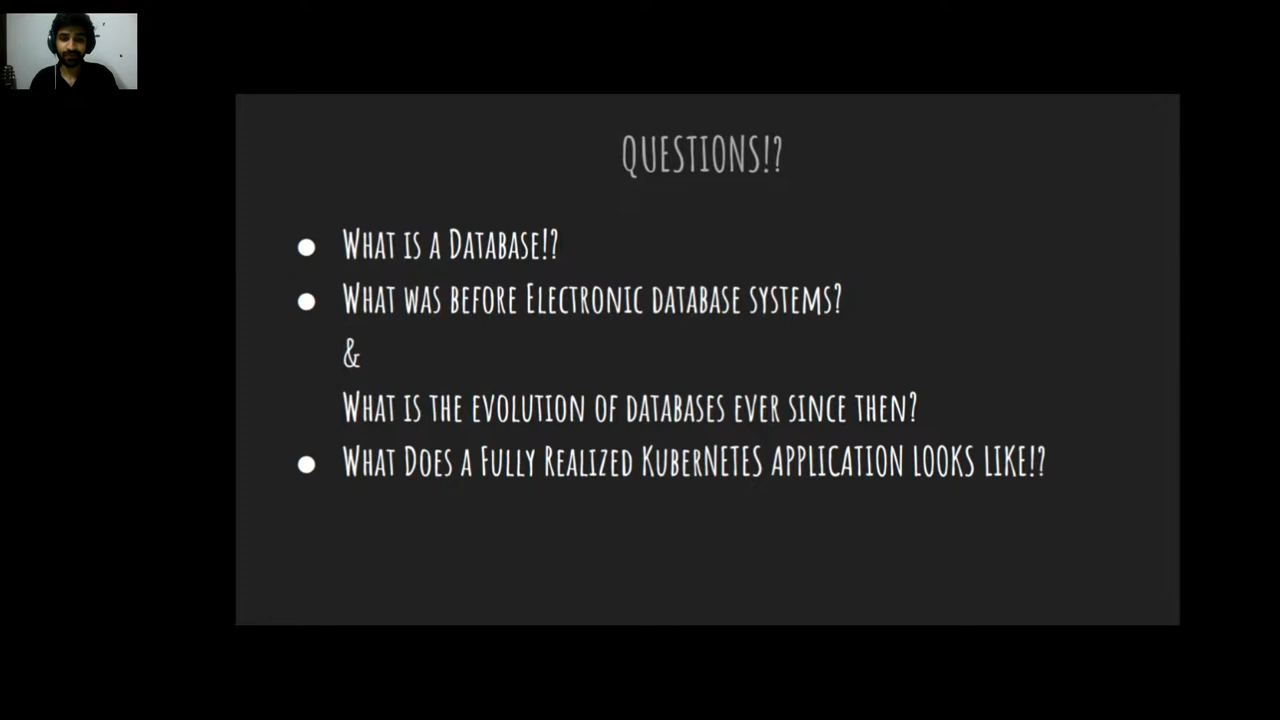 QUESTIONS!?
● WHAT IS A DATABASE!?
● WHAT WAS BEFORE ELECTRONIC DATABASE SYSTEMS?
&
WHAT IS THE EVOLUTION OF DATABASES EVER SINCE THEN?
● WHAT DOES A FULLY REALIZED KUBERNETES APPLICATION LOOKS LIKE!?